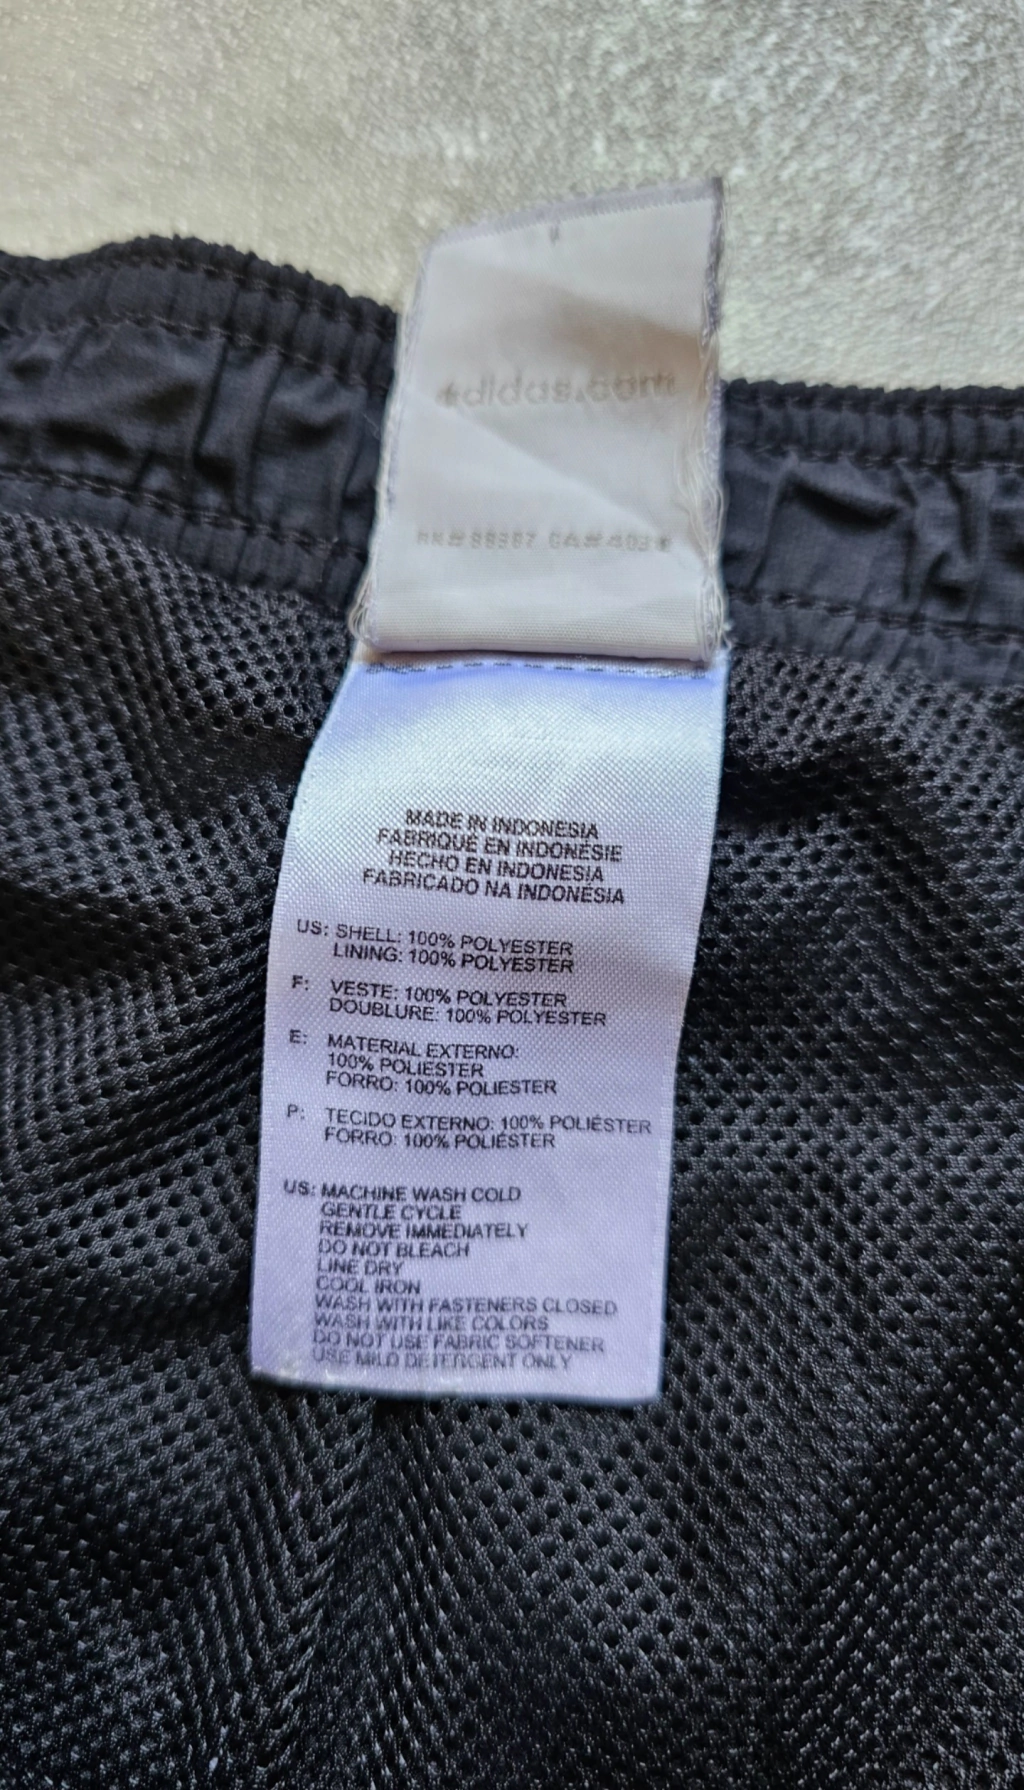 adidas.com
MADE IN INDONESIA
FABRIQUÉ EN INDONÉSIE
HECHO EN INDONESIA
FABRICADO NA INDONÉSIA
US: SHELL: 100% POLYESTER
LINING: 100% POLYESTER
F: VESTE: 100% POLYESTER
DOUBLURE: 100% POLYESTER
E: MATERIAL EXTERNO:
100% POLIESTER
FORRO: 100% POLIESTER
P: TECIDO EXTERNO: 100% POLIÉSTER
FORRO: 100% POLIÉSTER
US: MACHINE WASH COLD
GENTLE CYCLE
REMOVE IMMEDIATELY
DO NOT BLEACH
LINE DRY
COOL IRON
WASH WITH FASTENERS CLOSED
WASH WITH LIKE COLORS
DO NOT USE FABRIC SOFTENER
USE MILD DETERGENT ONLY